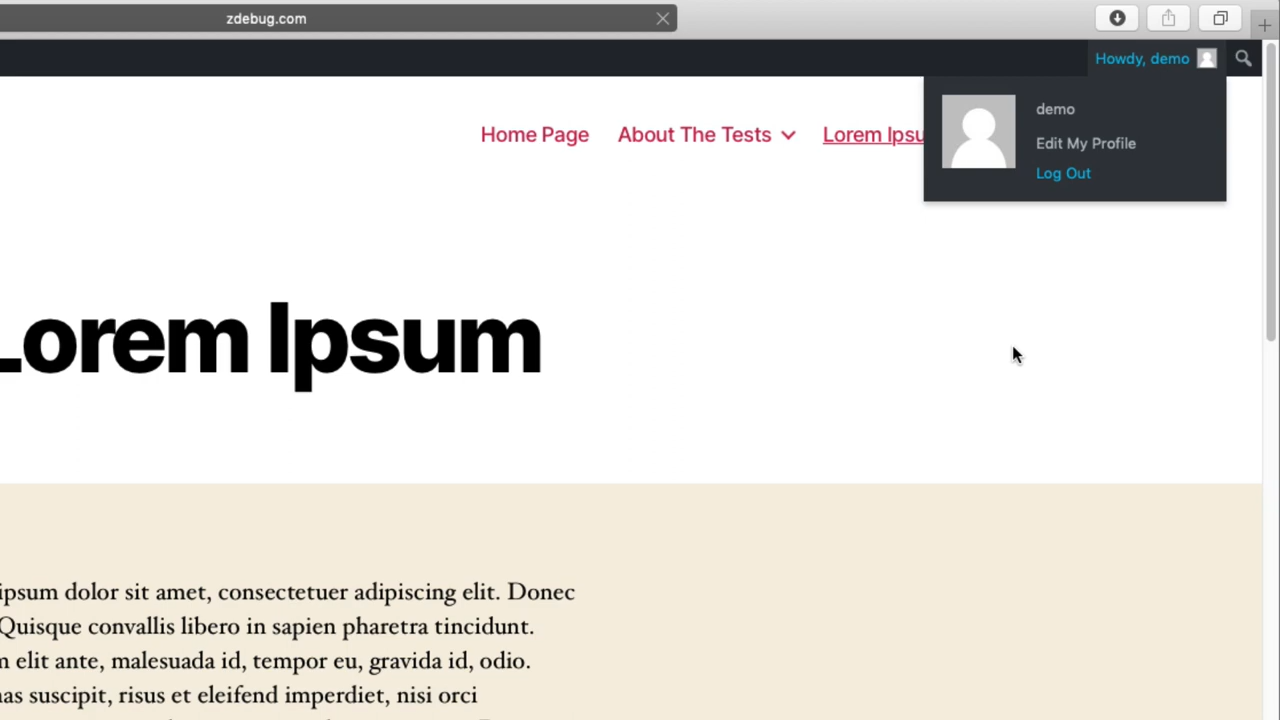 zdebug.com
Howdy, demo
demo
Edit My Profile
Log Out
Home Page About The Tests Lorem Ipsu
Lorem Ipsum
ipsum dolor sit amet, consectetuer adipiscing elit. Donec
Quisque convallis libero in sapien pharetra tincidunt.
elit ante, malesuada id, tempor eu, gravida id, odio.
suscipit, risus et eleifend imperdiet, nisi orci